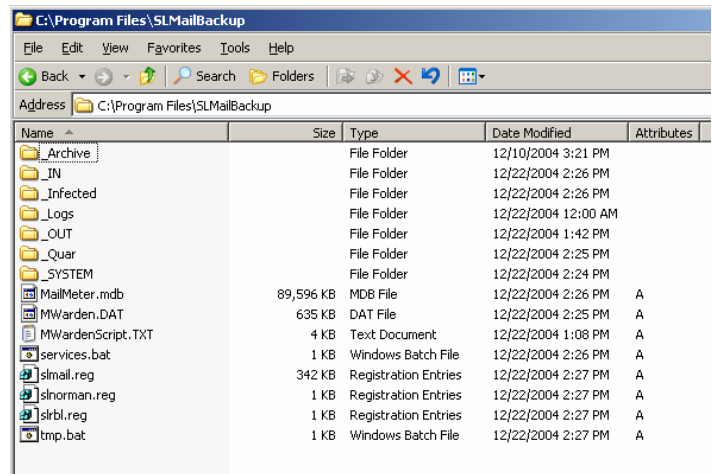 C:\Program Files\SLMailBackup
File Edit View Favorites Tools Help
Back Search Folders
Address C:\Program Files\SLMailBackup
Name Size Type Date Modified Attributes
_Archive File Folder 12/10/2004 3:21 PM
_IN File Folder 12/22/2004 2:26 PM
_Infected File Folder 12/22/2004 2:26 PM
_Logs File Folder 12/22/2004 12:00 AM
_OUT File Folder 12/22/2004 1:42 PM
_Quar File Folder 12/22/2004 2:25 PM
_SYSTEM File Folder 12/22/2004 2:24 PM
MailMeter.mdb 89,596 KB MDB File 12/22/2004 2:26 PM A
MWarden.DAT 635 KB DAT File 12/22/2004 2:25 PM A
MWardenScript.TXT 4 KB Text Document 12/22/2004 1:08 PM A
services.bat 1 KB Windows Batch File 12/22/2004 2:26 PM A
slmail.reg 342 KB Registration Entries 12/22/2004 2:27 PM A
slnorman.reg 1 KB Registration Entries 12/22/2004 2:27 PM A
slrbl.reg 1 KB Registration Entries 12/22/2004 2:27 PM A
tmp.bat 1 KB Windows Batch File 12/22/2004 2:27 PM A